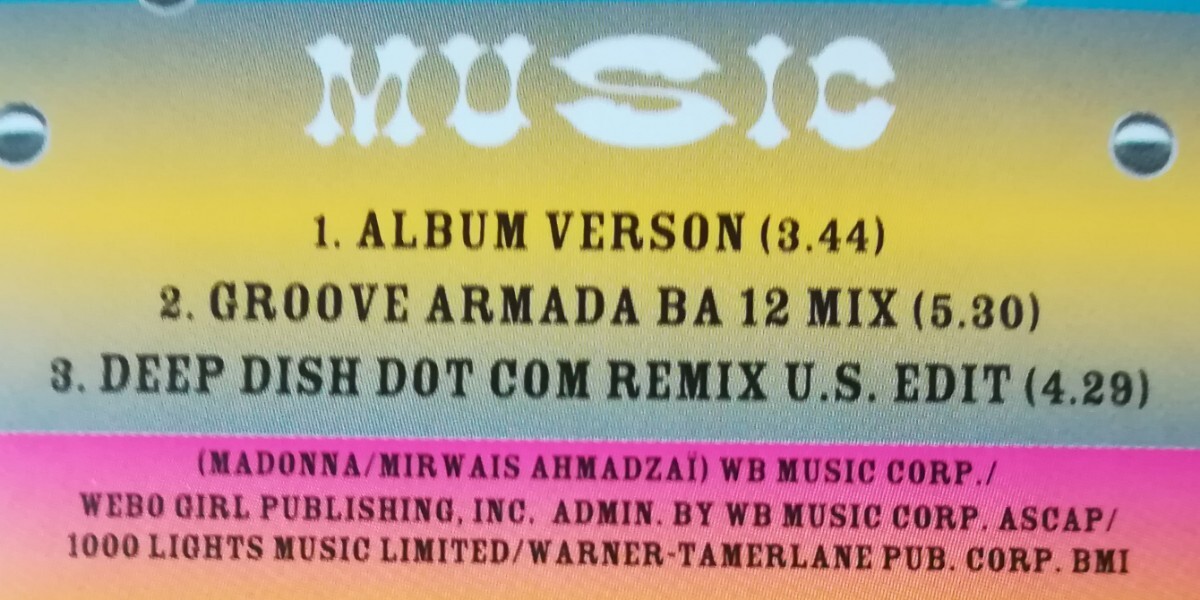 MUSIC
1. ALBUM VERSON (3.44)
2. GROOVE ARMADA BA 12 MIX (5.30)
3. DEEP DISH DOT COM REMIX U.S. EDIT (4.29)
(MADONNA/MIRWAIS AHMADZAÏ) WB MUSIC CORP./
WEBO GIRL PUBLISHING, INC. ADMIN. BY WB MUSIC CORP. ASCAP/
1000 LIGHTS MUSIC LIMITED/WARNER-TAMERLANE PUB. CORP. BMI